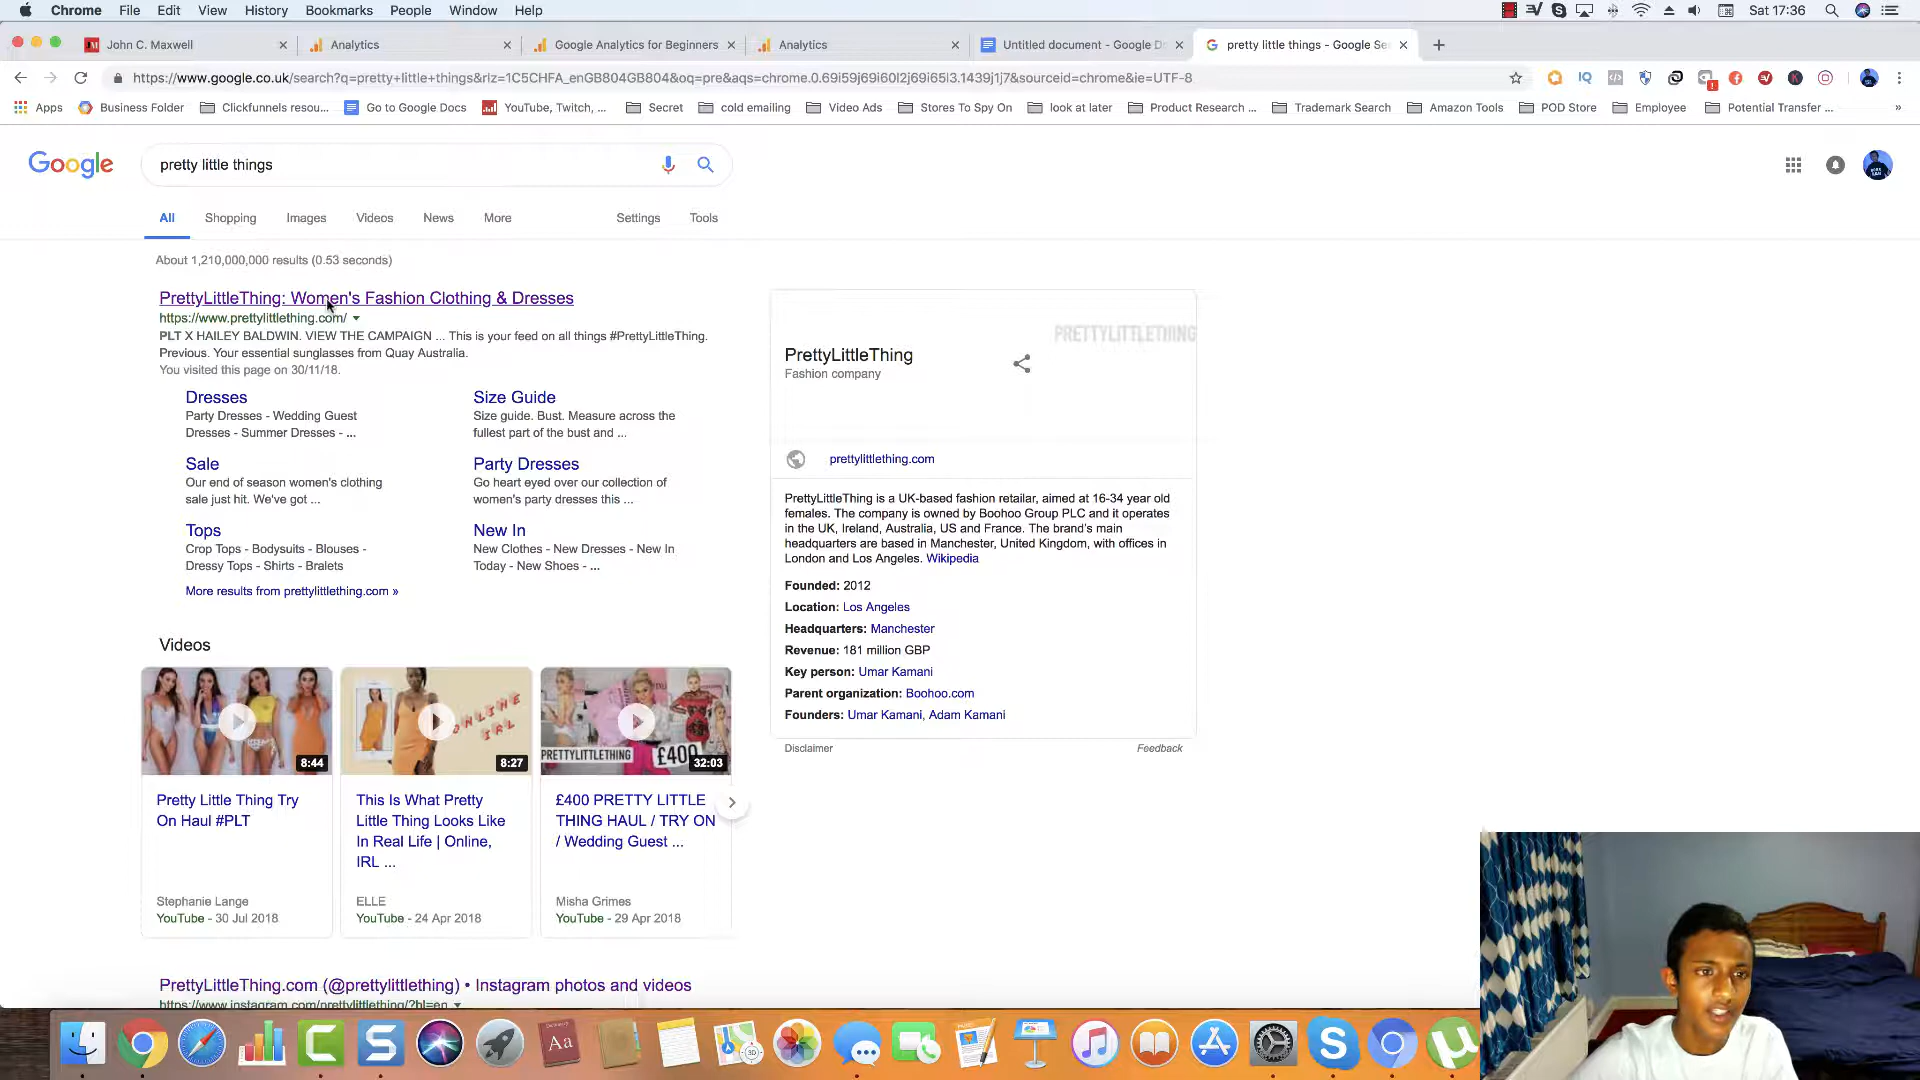 Chrome File Edit View History Bookmarks People Window Help Sat 17:36
John C. Maxwell Analytics Google Analytics for Beginners Analytics Untitled document - Google D pretty little things - Google Se
https://www.google.co.uk/search?q=pretty+little+things&rlz=1C5CHFA_enGB804GB804&oq=pre&aqs=chrome.0.69i59j69i60l2j69i65l3.1439j1j7&sourceid=chrome&ie=UTF-8
Apps Business Folder Clickfunnels resou... Go to Google Docs YouTube, Twitch, ... Secret cold emailing Video Ads Stores To Spy On look at later Product Research ... Trademark Search Amazon Tools POD Store Employee Potential Transfer ... »
Google pretty little things
All Shopping Images Videos News More Settings Tools
About 1,210,000,000 results (0.53 seconds)
PrettyLittleThing: Women's Fashion Clothing & Dresses
https://www.prettylittlething.com/
PLT X HAILEY BALDWIN. VIEW THE CAMPAIGN ... This is your feed on all things #PrettyLittleThing.
Previous. Your essential sunglasses from Quay Australia.
You visited this page on 30/11/18.
Dresses
Party Dresses - Wedding Guest
Dresses - Summer Dresses - ...
Size Guide
Size guide. Bust. Measure across the
fullest part of the bust and ...
Sale
Our end of season women's clothing
sale just hit. We've got ...
Party Dresses
Go heart eyed over our collection of
women's party dresses this ...
Tops
Crop Tops - Bodysuits - Blouses -
Dressy Tops - Shirts - Bralets
New In
New Clothes - New Dresses - New In
Today - New Shoes - ...
More results from prettylittlething.com »
Videos
8:44
Pretty Little Thing Try
On Haul #PLT
Stephanie Lange
YouTube - 30 Jul 2018
ONLINE
IRL
8:27
This Is What Pretty
Little Thing Looks Like
In Real Life | Online,
IRL ...
ELLE
YouTube - 24 Apr 2018
PRETTYLITTLETHING £400
32:03
£400 PRETTY LITTLE
THING HAUL / TRY ON
/ Wedding Guest ...
Misha Grimes
YouTube - 29 Apr 2018
PrettyLittleThing.com (@prettylittlething) • Instagram photos and videos
https://www.instagram.com/prettylittlething/?hl=en
PRETTYLITTLETHING
PrettyLittleThing
Fashion company
prettylittlething.com
PrettyLittleThing is a UK-based fashion retailar, aimed at 16-34 year old
females. The company is owned by Boohoo Group PLC and it operates
in the UK, Ireland, Australia, US and France. The brand's main
headquarters are based in Manchester, United Kingdom, with offices in
London and Los Angeles. Wikipedia
Founded: 2012
Location: Los Angeles
Headquarters: Manchester
Revenue: 181 million GBP
Key person: Umar Kamani
Parent organization: Boohoo.com
Founders: Umar Kamani, Adam Kamani
Disclaimer Feedback